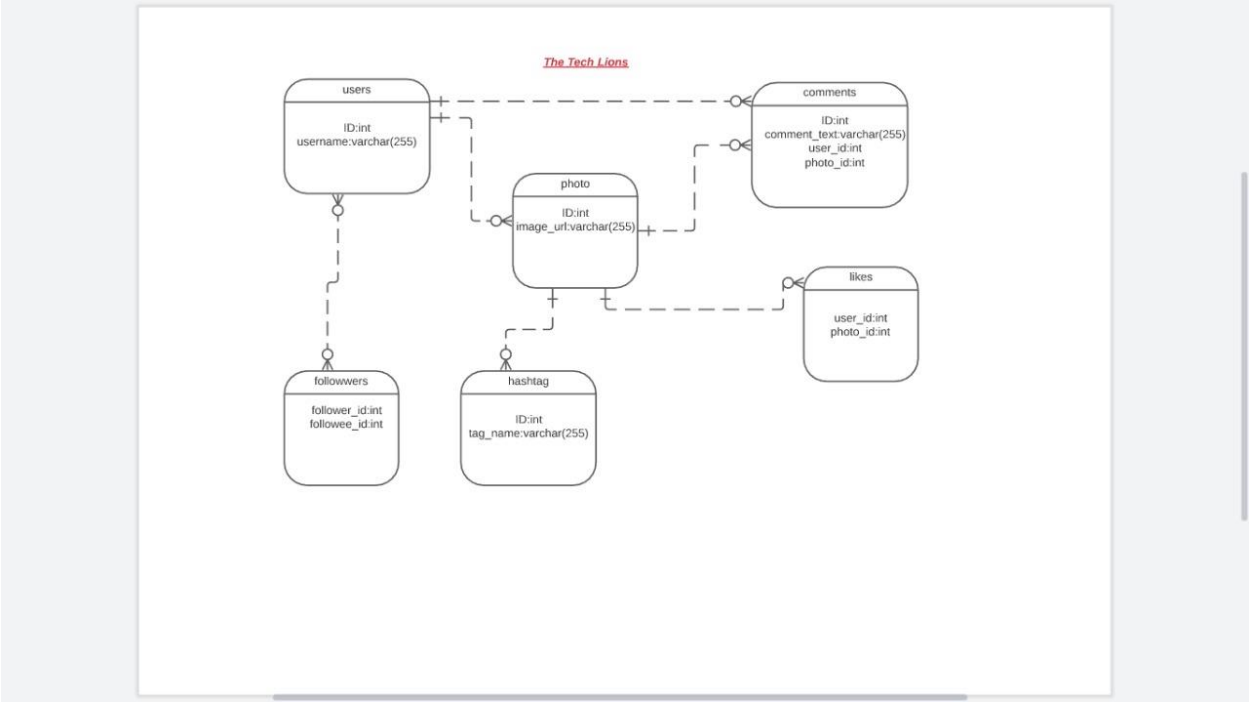 The Tech Lions
users
ID:int
username:varchar(255)
comments
ID:int
comment_text:varchar(255)
user_id:int
photo_id:int
photo
ID:int
image_url:varchar(255)
likes
user_id:int
photo_id:int
followwers
follower_id:int
followee_id:int
hashtag
ID:int
tag_name:varchar(255)